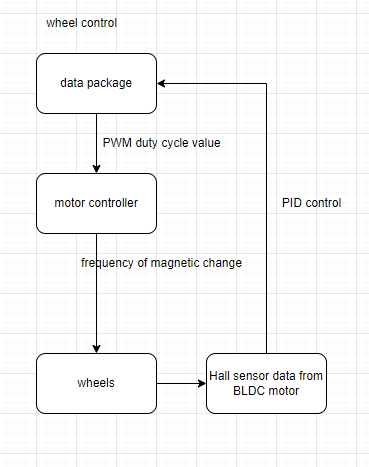 wheel control
data package
PWM duty cycle value
motor controller
PID control
frequency of magnetic change
wheels
Hall sensor data from
BLDC motor